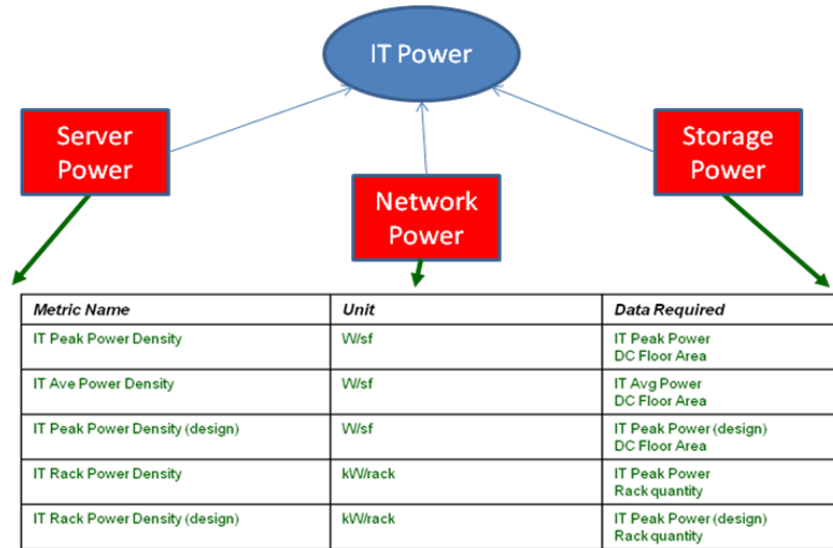 IT Power
Server
Power
Storage
Power
Network
Power
Metric Name Unit Data Required
IT Peak Power Density W/sf IT Peak Power
DC Floor Area
IT Ave Power Density W/sf IT Avg Power
DC Floor Area
IT Peak Power Density (design) W/sf IT Peak Power (design)
DC Floor Area
IT Rack Power Density kW/rack IT Peak Power
Rack quantity
IT Rack Power Density (design) kW/rack IT Peak Power (design)
Rack quantity